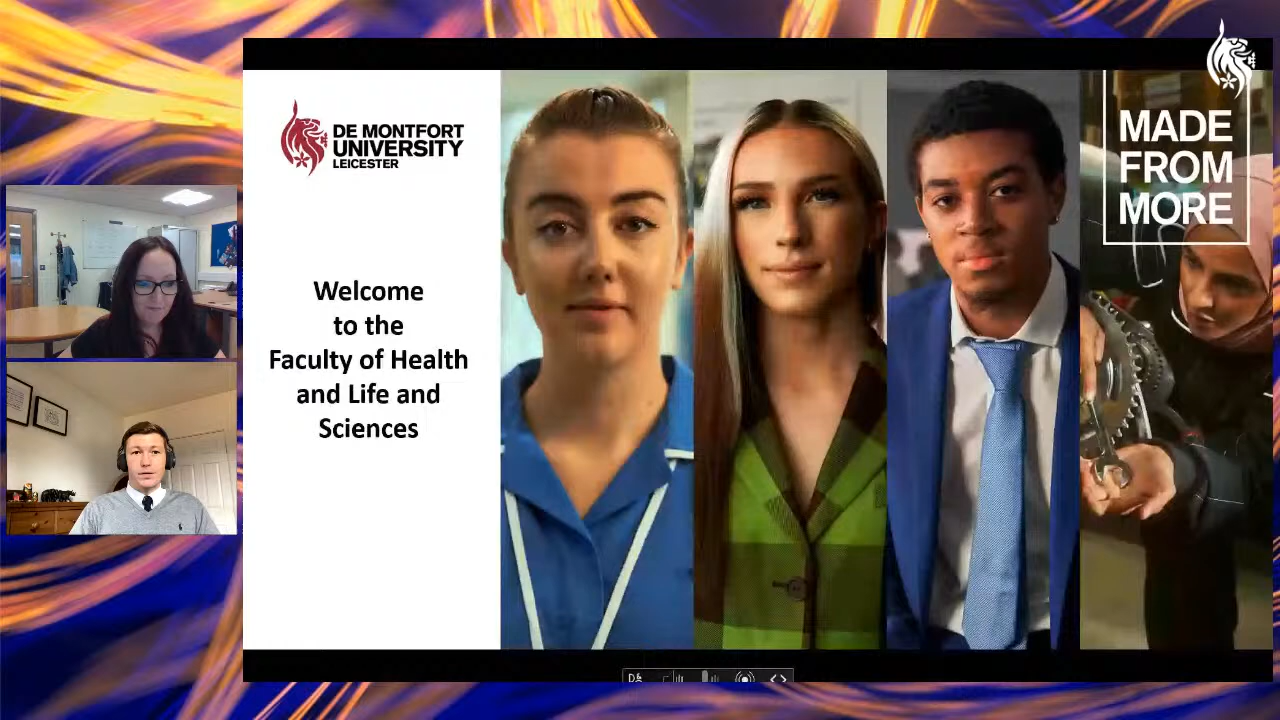 DE MONTFORT
UNIVERSITY
LEICESTER
Welcome
to the
Faculty of Health
and Life and
Sciences
MADE
FROM
MORE